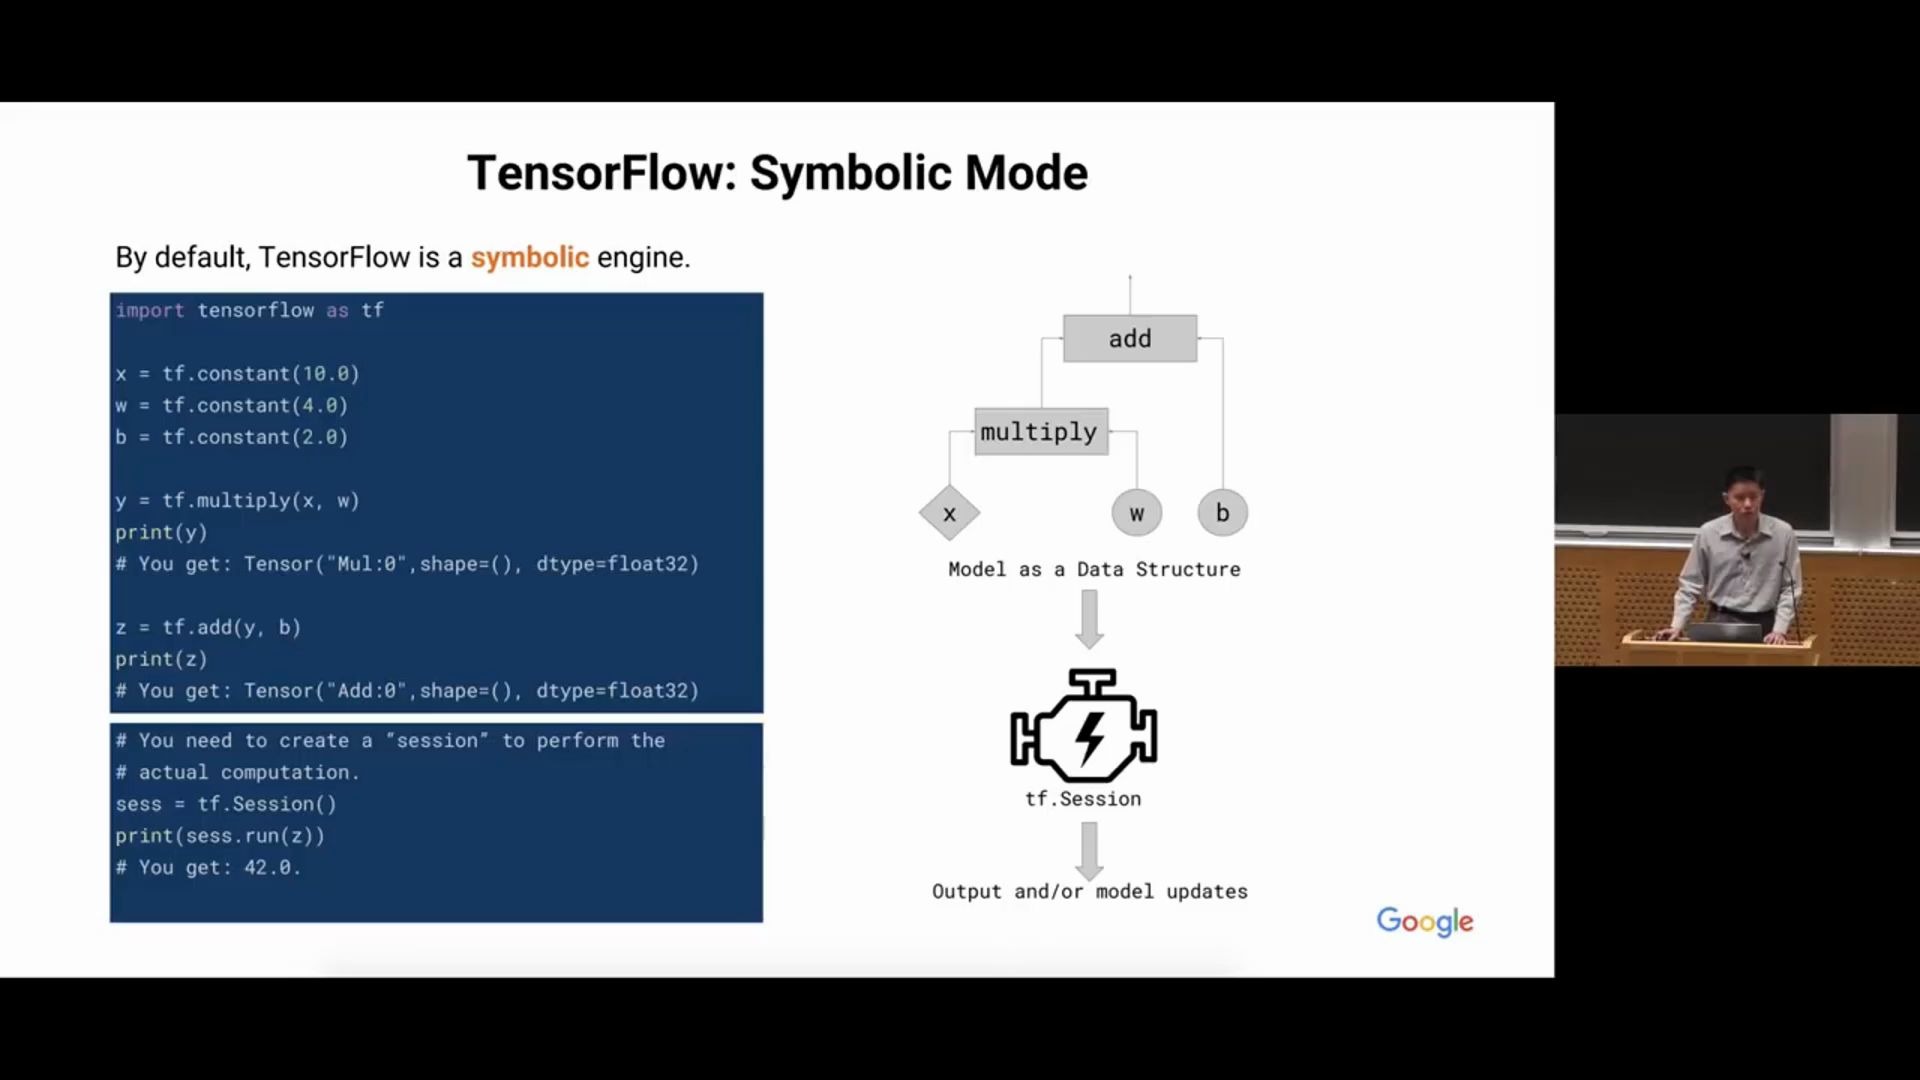 TensorFlow: Symbolic Mode
By default, TensorFlow is a symbolic engine.
import tensorflow as tf
x = tf.constant(10.0)
w = tf.constant(4.0)
b = tf.constant(2.0)
y = tf.multiply(x, w)
print(y)
# You get: Tensor("Mul:0",shape=(), dtype=float32)
z = tf.add(y, b)
print(z)
# You get: Tensor("Add:0",shape=(), dtype=float32)
# You need to create a “session” to perform the
# actual computation.
sess = tf.Session()
print(sess.run(z))
# You get: 42.0.
add
multiply
x
w
b
Model as a Data Structure
tf.Session
Output and/or model updates
Google